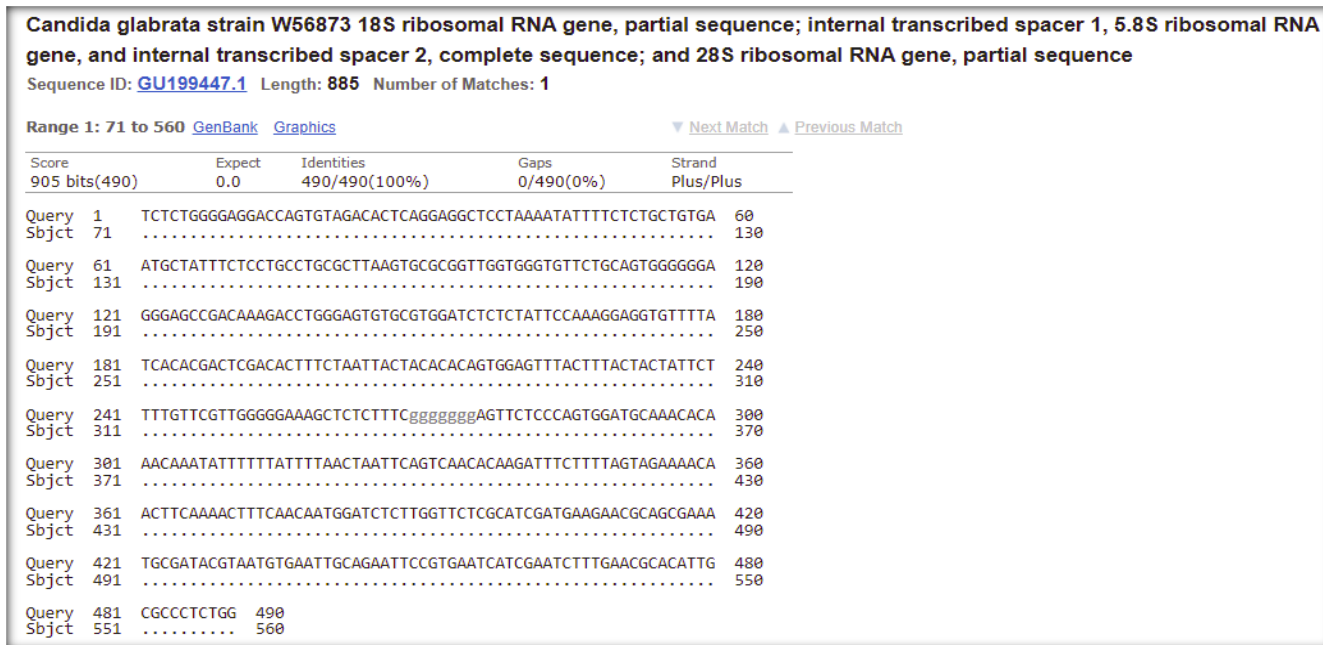 Candida glabrata strain W56873 18S ribosomal RNA gene, partial sequence; internal transcribed spacer 1, 5.8S ribosomal RNA
gene, and internal transcribed spacer 2, complete sequence; and 28S ribosomal RNA gene, partial sequence
Sequence ID: GU199447.1 Length: 885 Number of Matches: 1
Range 1: 71 to 560 GenBank Graphics ▼ Next Match ▲ Previous Match
Score Expect Identities Gaps Strand
905 bits(490) 0.0 490/490(100%) 0/490(0%) Plus/Plus
Query 1 TCTCTGGGGAGGACCAGTGTAGACACTCAGGAGGCTCCTAAAATATTTTCTCTGCTGTGA 60
Sbjct 71 ............................................................ 130
Query 61 ATGCTATTTCTCCTGCCTGCGCTTAAGTGCGCGGTTGGTGGGTGTTCTGCAGTGGGGGGA 120
Sbjct 131 ............................................................ 190
Query 121 GGGAGCCGACAAAGACCTGGGAGTGTGCGTGGATCTCTCTATTCCAAAGGAGGTGTTTTA 180
Sbjct 191 ............................................................ 250
Query 181 TCACACGACTCGACACTTTCTAATTACTACACACAGTGGAGTTTACTTTACTACTATTCT 240
Sbjct 251 ............................................................ 310
Query 241 TTTGTTCGTTGGGGGAAAGCTCTCTTTCgggggggAGTTCTCCCAGTGGATGCAAACACA 300
Sbjct 311 ............................................................ 370
Query 301 AACAAATATTTTTTATTTTAACTAATTCAGTCAACACAAGATTTCTTTTAGTAGAAAACA 360
Sbjct 371 ............................................................ 430
Query 361 ACTTCAAAACTTTCAACAATGGATCTCTTGGTTCTCGCATCGATGAAGAACGCAGCGAAA 420
Sbjct 431 ............................................................ 490
Query 421 TGCGATACGTAATGTGAATTGCAGAATTCCGTGAATCATCGAATCTTTGAACGCACATTG 480
Sbjct 491 ............................................................ 550
Query 481 CGCCCTCTGG 490
Sbjct 551 .......... 560